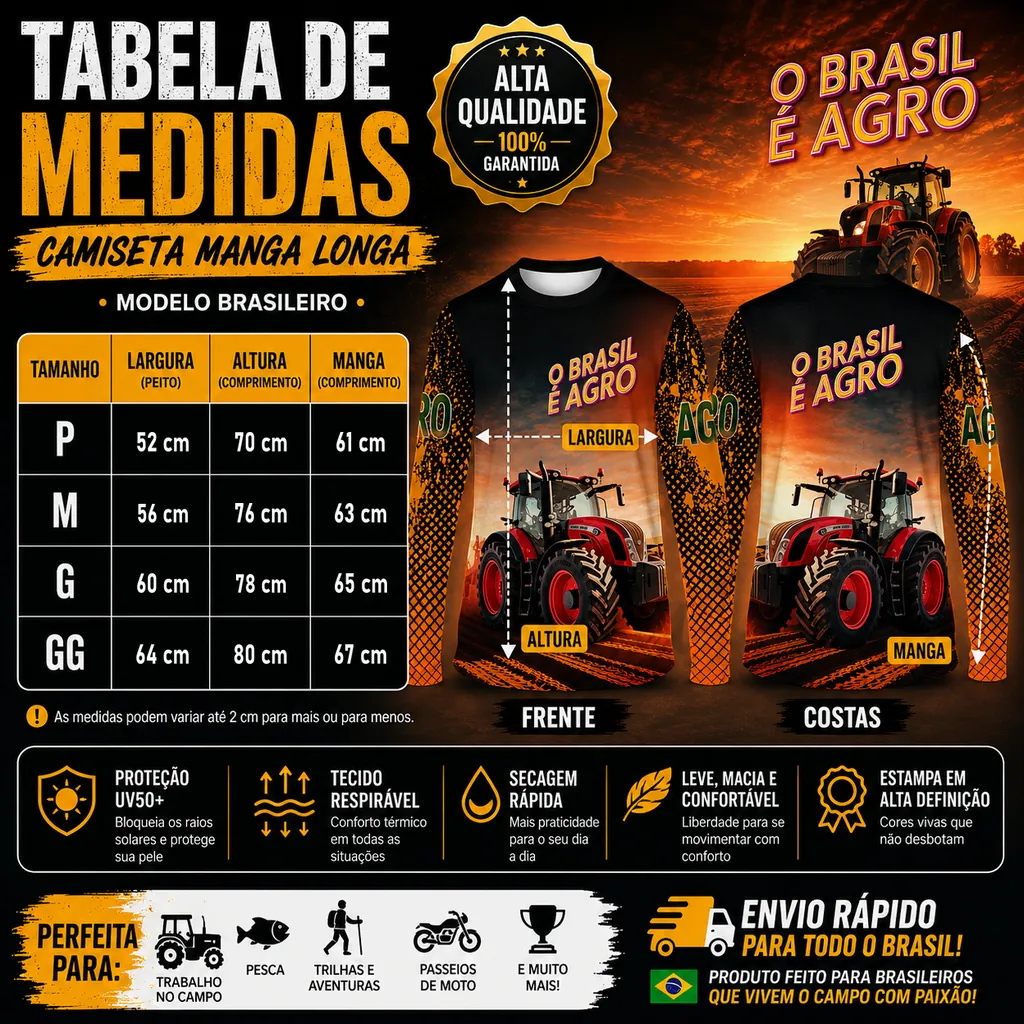 TABELA DE
MEDIDAS
CAMISETA MANGA LONGA
• MODELO BRASILEIRO •
ALTA
QUALIDADE
100%
GARANTIDA
O BRASIL
É AGRO
TAMANHO LARGURA (PEITO) ALTURA (COMPRIMENTO) MANGA (COMPRIMENTO)
P 52 cm 70 cm 61 cm
M 56 cm 76 cm 63 cm
G 60 cm 78 cm 65 cm
GG 64 cm 80 cm 67 cm
! As medidas podem variar até 2 cm para mais ou para menos.
O BRASIL
É AGRO
RO
AGRO
LARGURA
ALTURA
FRENTE
O BRASIL
É AGRO
AG
MANGA
COSTAS
PROTEÇÃO
UV50+
Bloqueia os raios
solares e protege
sua pele
TECIDO
RESPIRÁVEL
Conforto térmico
em todas as
situações
SECAGEM
RÁPIDA
Mais praticidade
para o seu dia
a dia
LEVE, MACIA E
CONFORTÁVEL
Liberdade para se
movimentar com
conforto
ESTAMPA EM
ALTA DEFINIÇÃO
Cores vivas que
não desbotam
PERFEITA
PARA:
TRABALHO
NO CAMPO
PESCA
TRILHAS E
AVENTURAS
PASSEIOS
DE MOTO
E MUITO
MAIS!
ENVIO RÁPIDO
PARA TODO O BRASIL!
PRODUTO FEITO PARA BRASILEIROS
QUE VIVEM O CAMPO COM PAIXÃO!